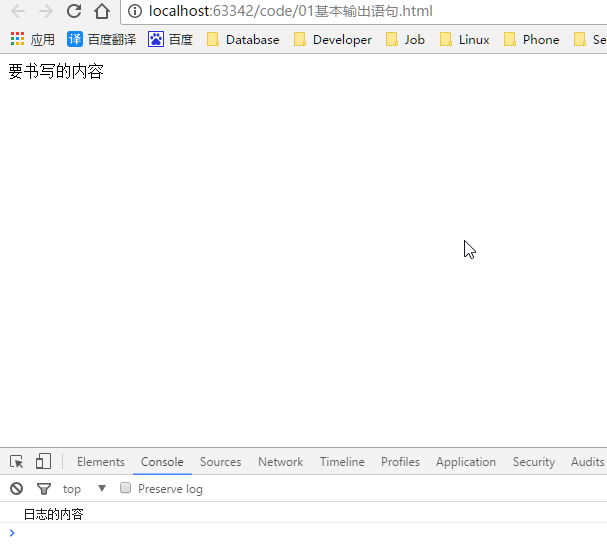 localhost:63342/code/01基本输出语句.html
应用 译 百度翻译 百度 Database Developer Job Linux Phone Se
要书写的内容
Elements Console Sources Network Timeline Profiles Application Security Audits
top Preserve log
日志的内容